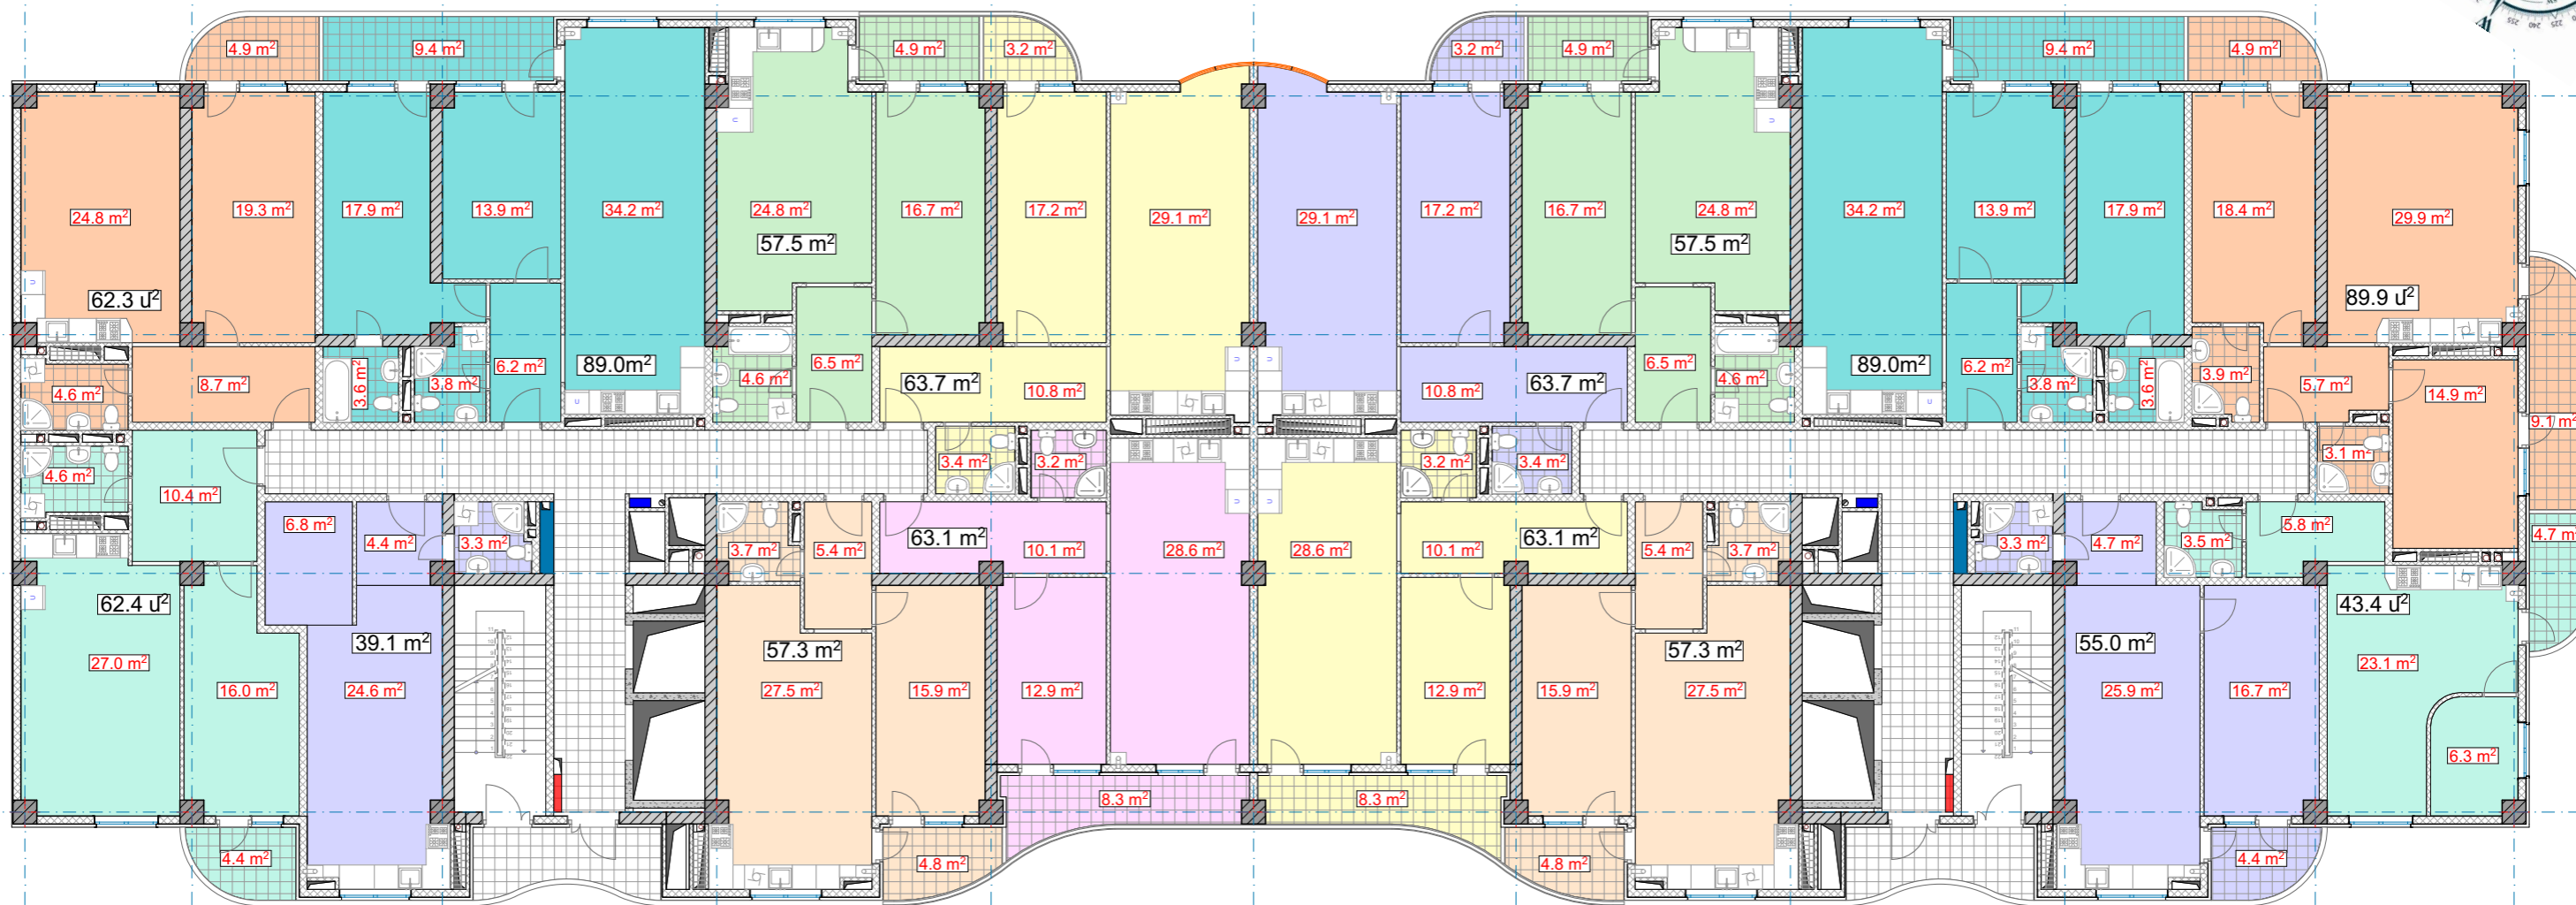 4.9 m²
9.4 m²
4.9 m²
3.2 m²
3.2 m²
4.9 m²
9.4 m²
4.9 m²
24.8 m²
19.3 m²
17.9 m²
13.9 m²
34.2 m²
24.8 m²
16.7 m²
17.2 m²
29.1 m²
29.1 m²
17.2 m²
16.7 m²
24.8 m²
34.2 m²
13.9 m²
17.9 m²
18.4 m²
29.9 m²
57.5 m²
57.5 m²
62.3 u²
89.9 u²
8.7 m²
3.6 m²
3.8 m²
6.2 m²
89.0m²
4.6 m²
6.5 m²
63.7 m²
10.8 m²
10.8 m²
63.7 m²
6.5 m²
4.6 m²
89.0m²
6.2 m²
3.8 m²
3.6 m²
3.9 m²
5.7 m²
14.9 m²
9.1 m²
4.6 m²
4.6 m²
10.4 m²
3.4 m²
3.2 m²
3.2 m²
3.4 m²
3.1 m²
6.8 m²
4.4 m²
3.3 m²
3.7 m²
5.4 m²
63.1 m²
10.1 m²
28.6 m²
28.6 m²
10.1 m²
63.1 m²
5.4 m²
3.7 m²
3.3 m²
4.7 m²
3.5 m²
5.8 m²
4.7 m²
62.4 u²
39.1 m²
57.3 m²
57.3 m²
55.0 m²
43.4 u²
27.0 m²
16.0 m²
24.6 m²
27.5 m²
15.9 m²
12.9 m²
12.9 m²
15.9 m²
27.5 m²
25.9 m²
16.7 m²
23.1 m²
6.3 m²
8.3 m²
8.3 m²
4.4 m²
4.8 m²
4.8 m²
4.4 m²